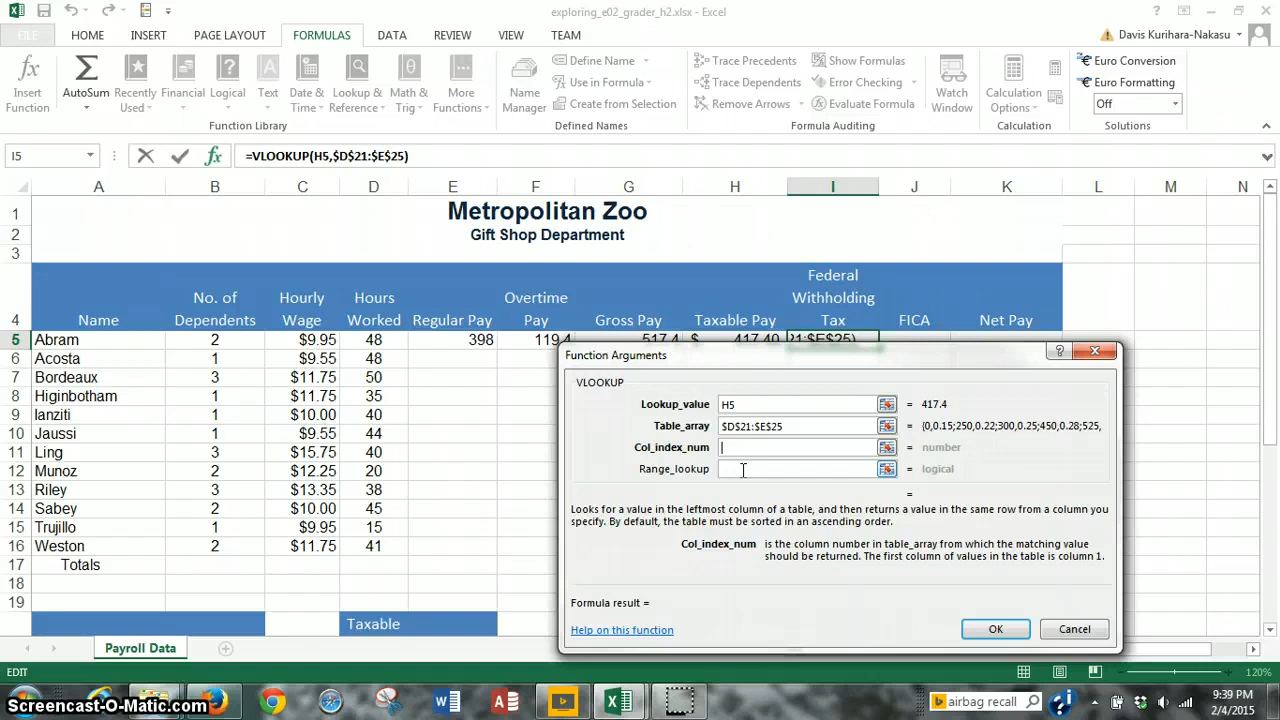 exploring_e02_grader_h2.xlsx - Excel
FILE HOME INSERT PAGE LAYOUT FORMULAS DATA REVIEW VIEW TEAM Davis Kurihara-Nakasu
Insert Function
AutoSum
Recently Used
Financial
Logical
Text
Date & Time
Lookup & Reference
Math & Trig
More Functions
Function Library
Name Manager
Define Name
Use in Formula
Create from Selection
Defined Names
Trace Precedents
Trace Dependents
Remove Arrows
Show Formulas
Error Checking
Evaluate Formula
Formula Auditing
Watch Window
Calculation Options
Calculation
Euro Conversion
Euro Formatting
Off
Solutions
I5 fx =VLOOKUP(H5,$D$21:$E$25)
A B C D E F G H I J K L M N
1 Metropolitan Zoo
2 Gift Shop Department
3
4 Name No. of Dependents Hourly Wage Hours Worked Regular Pay Overtime Pay Gross Pay Taxable Pay Federal Withholding Tax FICA Net Pay
5 Abram 2 $9.95 48 398 119.4 517.4 $ 417.40 21:$E$25)
6 Acosta 1 $9.55 48
7 Bordeaux 3 $11.75 50
8 Higinbotham 1 $11.75 35
9 Ianziti 1 $10.00 40
10 Jaussi 1 $9.55 44
11 Ling 3 $15.75 40
12 Munoz 2 $12.25 20
13 Riley 3 $13.35 38
14 Sabey 2 $10.00 45
15 Trujillo 1 $9.95 15
16 Weston 2 $11.75 41
17 Totals
18
19
Taxable
Function Arguments
VLOOKUP
Lookup_value H5 = 417.4
Table_array $D$21:$E$25 = {0,0.15;250,0.22;300,0.25;450,0.28;525,
Col_index_num = number
Range_lookup = logical
=
Looks for a value in the leftmost column of a table, and then returns a value in the same row from a column you
specify. By default, the table must be sorted in an ascending order.
Col_index_num is the column number in table_array from which the matching value
should be returned. The first column of values in the table is column 1.
Formula result =
Help on this function
OK Cancel
Payroll Data
EDIT 120%
Screencast-O-Matic.com
airbag recall
9:39 PM
2/4/2015